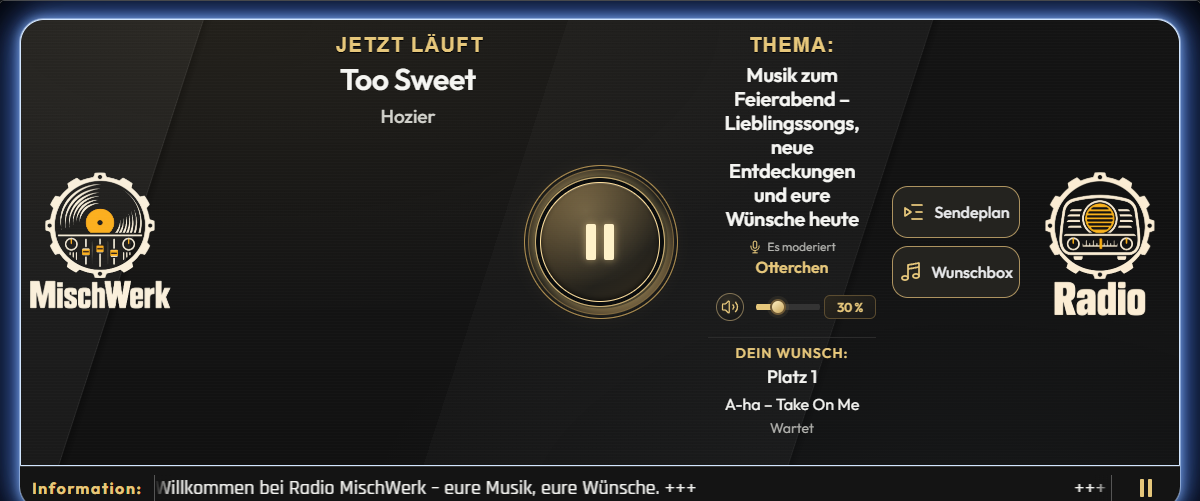 JETZT LÄUFT
Too Sweet
Hozier
THEMA:
Musik zum
Feierabend –
Lieblingssongs,
neue
Entdeckungen
und eure
Wünsche heute
Es moderiert
Otterchen
30 %
DEIN WUNSCH:
Platz 1
A-ha – Take On Me
Wartet
Sendeplan
Wunschbox
MischWerk
Radio
Information: Willkommen bei Radio MischWerk – eure Musik, eure Wünsche. +++ +++